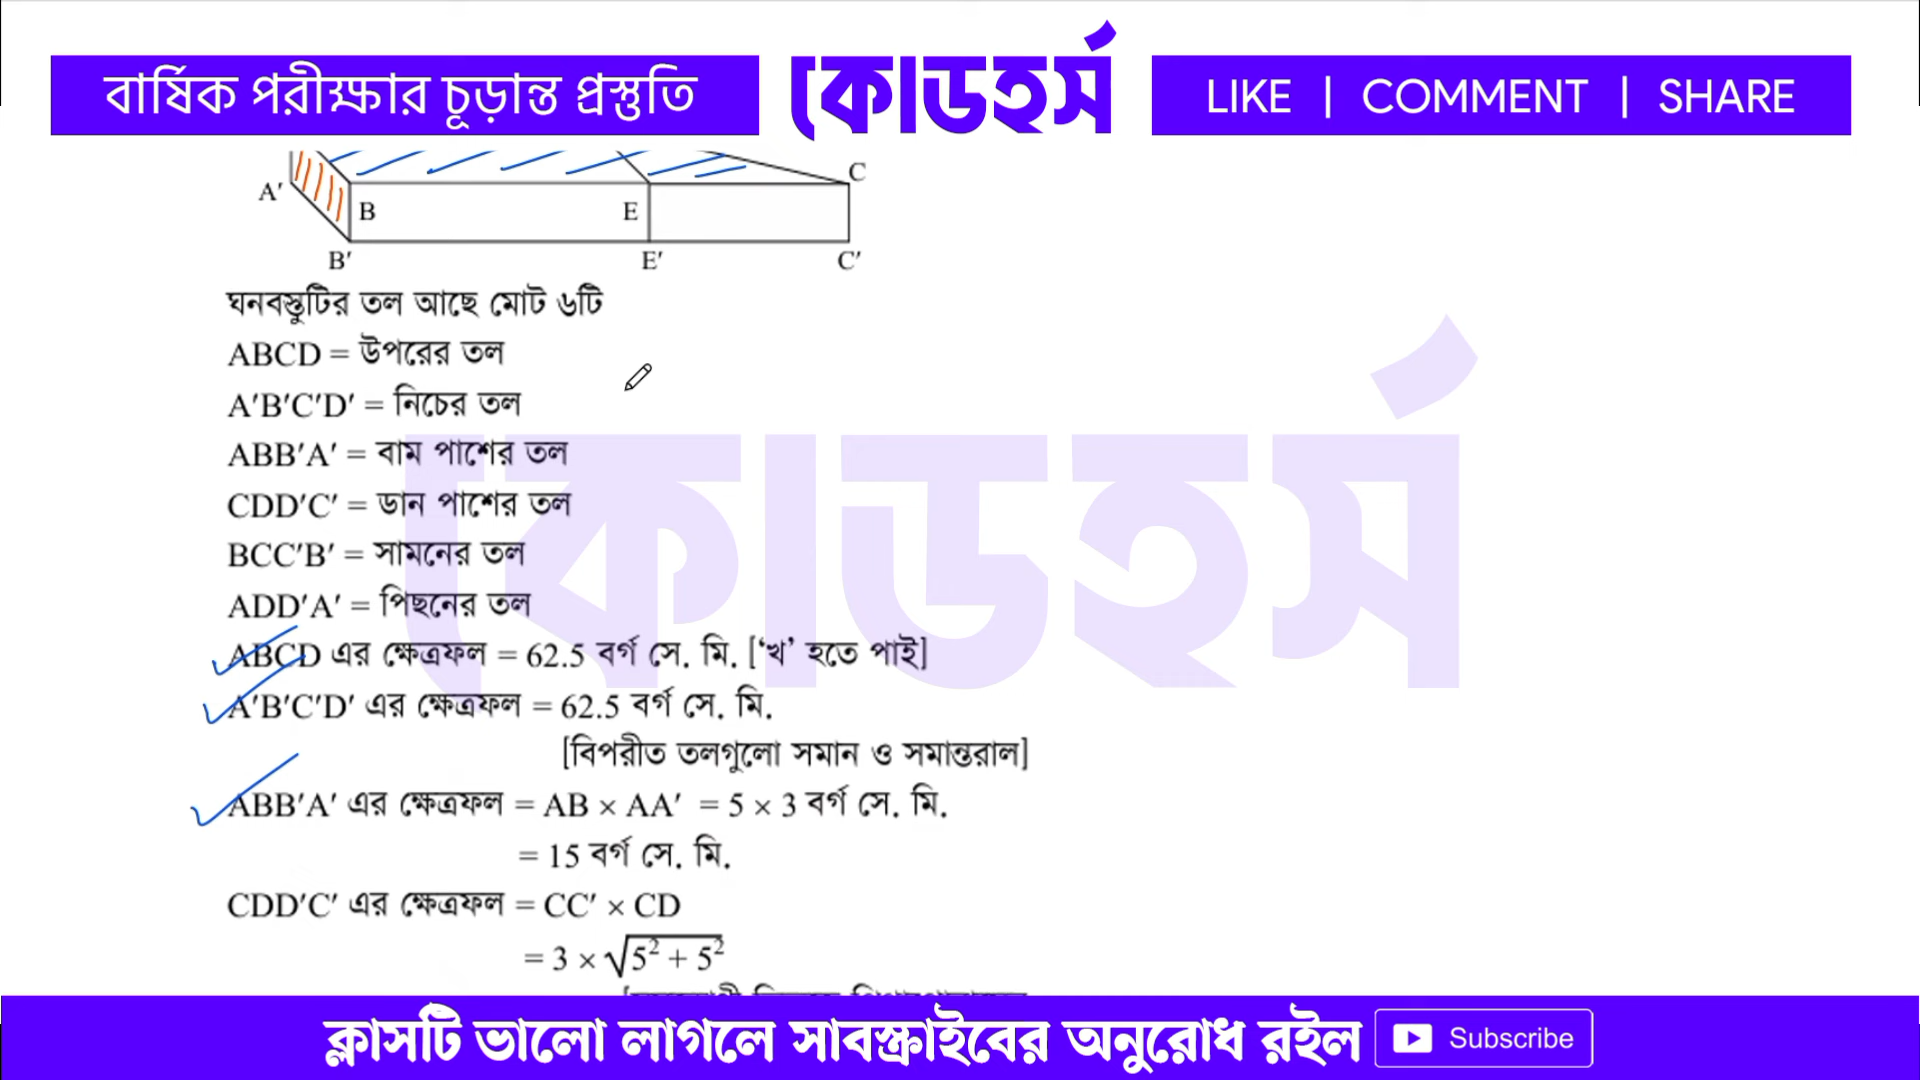 বার্ষিক পরীক্ষার চূড়ান্ত প্রস্তুতি
কোডহর্স
LIKE | COMMENT | SHARE
C
A′
B
E
B′
E′
C′
ঘনবস্তুটির তল আছে মোট ৬টি
ABCD = উপরের তল
A′B′C′D′ = নিচের তল
ABB′A′ = বাম পাশের তল
CDD′C′ = ডান পাশের তল
BCC′B′ = সামনের তল
ADD′A′ = পিছনের তল
ABCD এর ক্ষেত্রফল = 62.5 বর্গ সে. মি. [‘খ’ হতে পাই]
A′B′C′D′ এর ক্ষেত্রফল = 62.5 বর্গ সে. মি.
[বিপরীত তলগুলো সমান ও সমান্তরাল]
ABB′A′ এর ক্ষেত্রফল = AB × AA′ = 5 × 3 বর্গ সে. মি.
= 15 বর্গ সে. মি.
CDD′C′ এর ক্ষেত্রফল = CC′ × CD
= 3 × √5² + 5²
কোডহর্স
ক্লাসটি ভালো লাগলে সাবস্ক্রাইবের অনুরোধ রইল
Subscribe